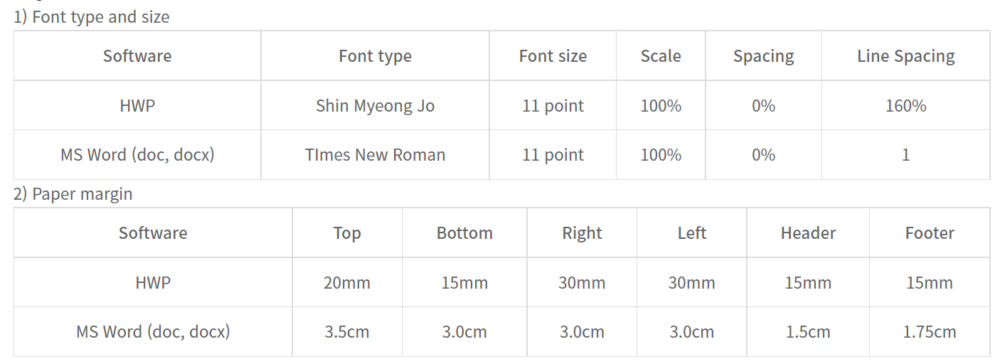 1) Font type and size
Software Font type Font size Scale Spacing Line Spacing
HWP Shin Myeong Jo 11 point 100% 0% 160%
MS Word (doc, docx) TImes New Roman 11 point 100% 0% 1
2) Paper margin
Software Top Bottom Right Left Header Footer
HWP 20mm 15mm 30mm 30mm 15mm 15mm
MS Word (doc, docx) 3.5cm 3.0cm 3.0cm 3.0cm 1.5cm 1.75cm